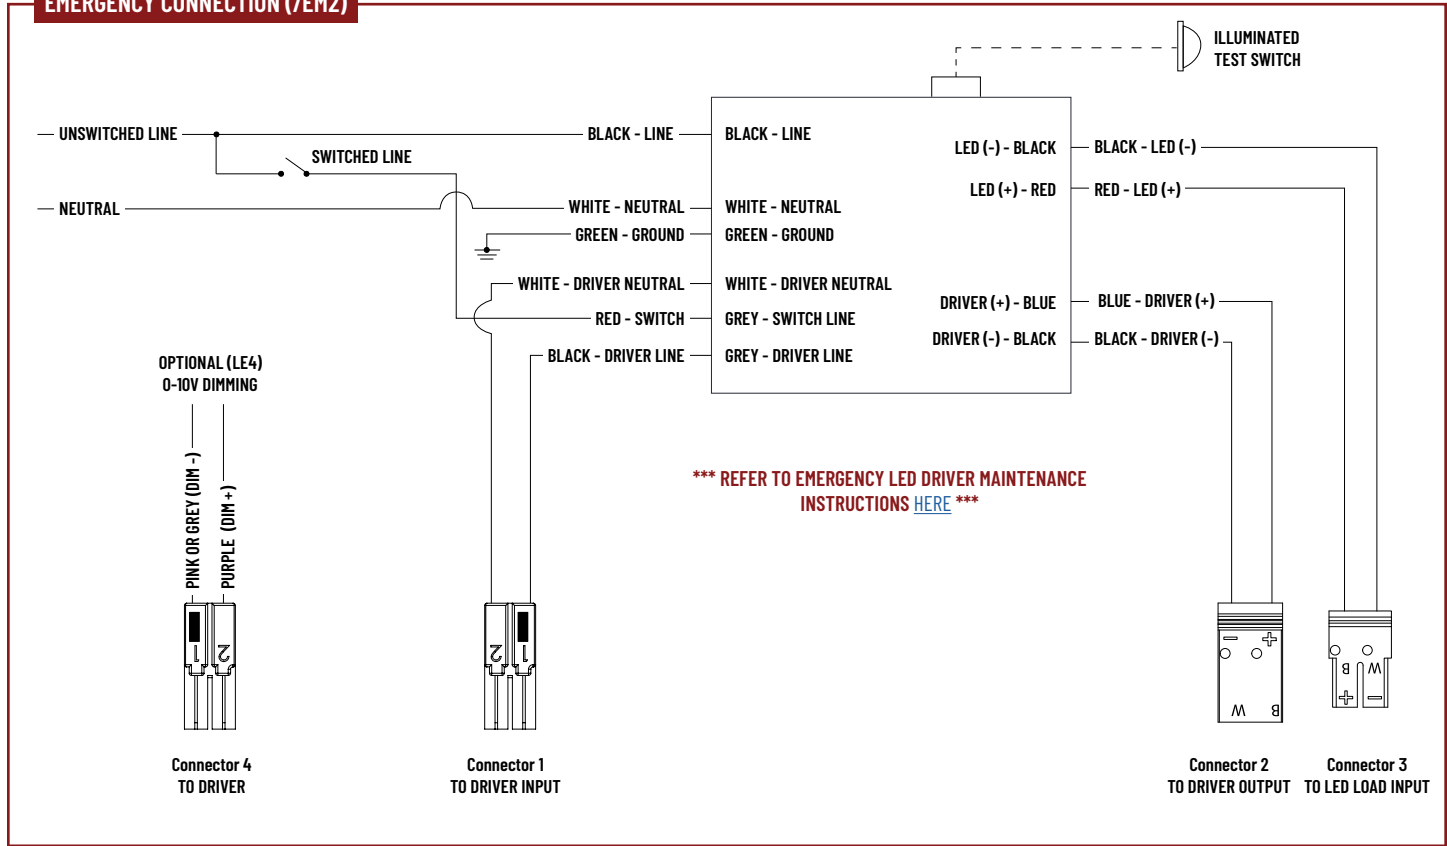 EMERGENCY CONNECTION (/EM2)
ILLUMINATED
TEST SWITCH
UNSWITCHED LINE
SWITCHED LINE
NEUTRAL
BLACK - LINE
WHITE - NEUTRAL
GREEN - GROUND
WHITE - DRIVER NEUTRAL
RED - SWITCH
BLACK - DRIVER LINE
BLACK - LINE
WHITE - NEUTRAL
GREEN - GROUND
WHITE - DRIVER NEUTRAL
GREY - SWITCH LINE
GREY - DRIVER LINE
LED (-) - BLACK
LED (+) - RED
DRIVER (+) - BLUE
DRIVER (-) - BLACK
BLACK - LED (-)
RED - LED (+)
BLUE - DRIVER (+)
BLACK - DRIVER (-)
OPTIONAL (LE4)
0-10V DIMMING
PINK OR GREY (DIM -)
PURPLE (DIM +)
*** REFER TO EMERGENCY LED DRIVER MAINTENANCE
INSTRUCTIONS HERE ***
1 2
2 1
- +
W B
B W
+ -
Connector 4
TO DRIVER
Connector 1
TO DRIVER INPUT
Connector 2
TO DRIVER OUTPUT
Connector 3
TO LED LOAD INPUT